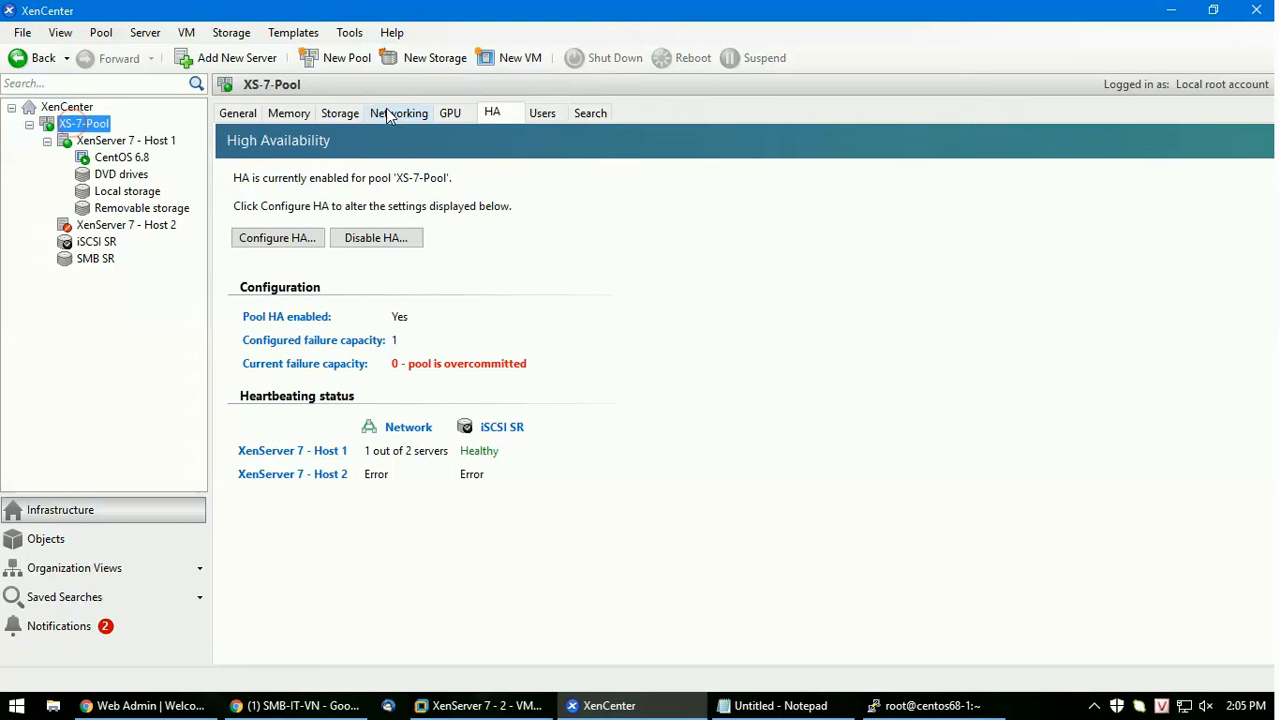 XenCenter
File View Pool Server VM Storage Templates Tools Help
Back Forward Add New Server New Pool New Storage New VM Shut Down Reboot Suspend
Search... XS-7-Pool Logged in as: Local root account
General Memory Storage Networking GPU HA Users Search
XenCenter
XS-7-Pool
XenServer 7 - Host 1
CentOS 6.8
DVD drives
Local storage
Removable storage
XenServer 7 - Host 2
iSCSI SR
SMB SR
High Availability
HA is currently enabled for pool 'XS-7-Pool'.
Click Configure HA to alter the settings displayed below.
Configure HA... Disable HA...
Configuration
Pool HA enabled: Yes
Configured failure capacity: 1
Current failure capacity: 0 - pool is overcommitted
Heartbeating status
Network iSCSI SR
XenServer 7 - Host 1 1 out of 2 servers Healthy
XenServer 7 - Host 2 Error Error
Infrastructure
Objects
Organization Views
Saved Searches
Notifications 2
Web Admin | Welco... (1) SMB-IT-VN - Goo... XenServer 7 - 2 - VM... XenCenter Untitled - Notepad root@centos68-1:~ V 2:05 PM